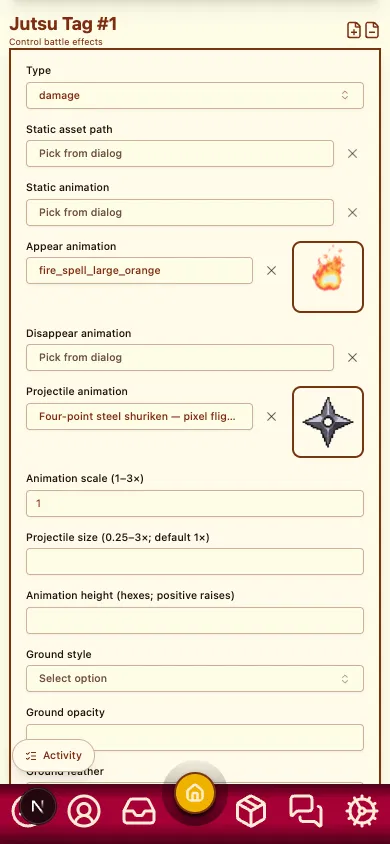 Jutsu Tag #1
Control battle effects
Type
damage
Static asset path
Pick from dialog
Static animation
Pick from dialog
Appear animation
fire_spell_large_orange
Disappear animation
Pick from dialog
Projectile animation
Four-point steel shuriken — pixel flig...
Animation scale (1–3×)
1
Projectile size (0.25–3×; default 1×)
Animation height (hexes; positive raises)
Ground style
Select option
Ground opacity
Activity
Ground feather
N